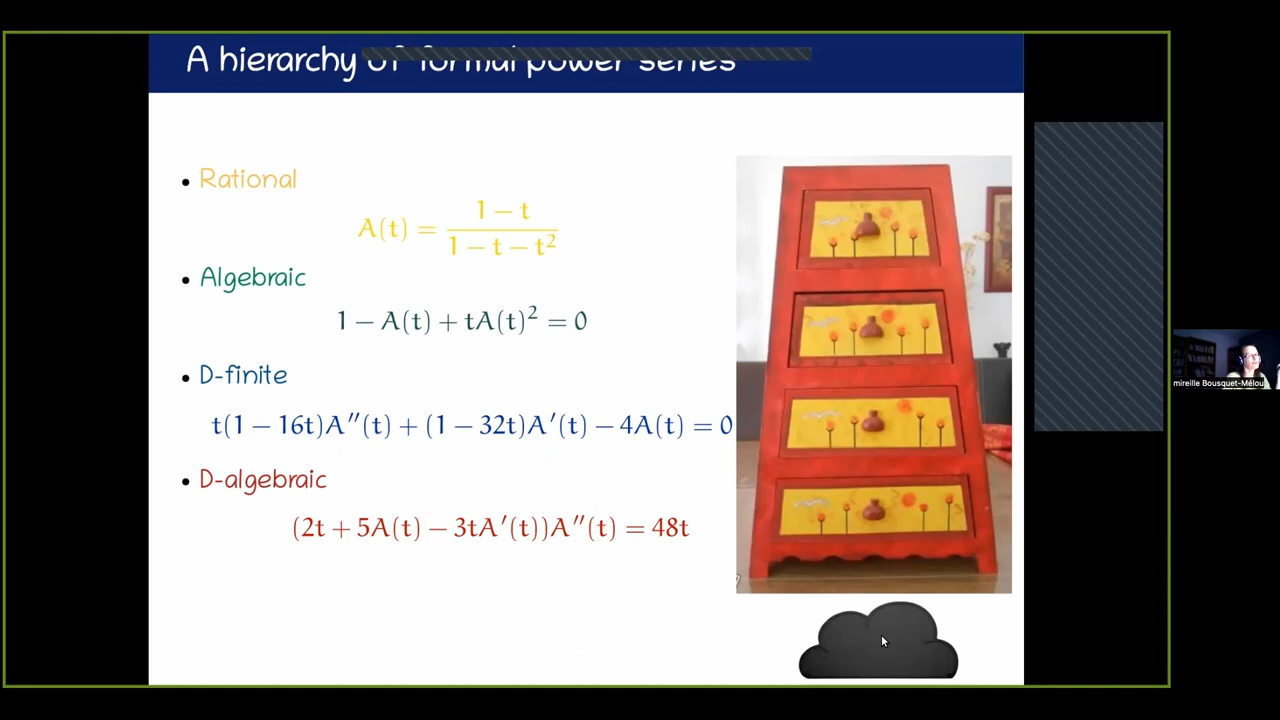 A hierarchy of formal power series
• Rational
A(t) = \frac{1 − t}{1 − t − t²}
• Algebraic
1 − A(t) + tA(t)² = 0
• D-finite
t(1 − 16t)A″(t) + (1 − 32t)A′(t) − 4A(t) = 0
• D-algebraic
(2t + 5A(t) − 3tA′(t))A″(t) = 48t
mireille Bousquet-Mélou